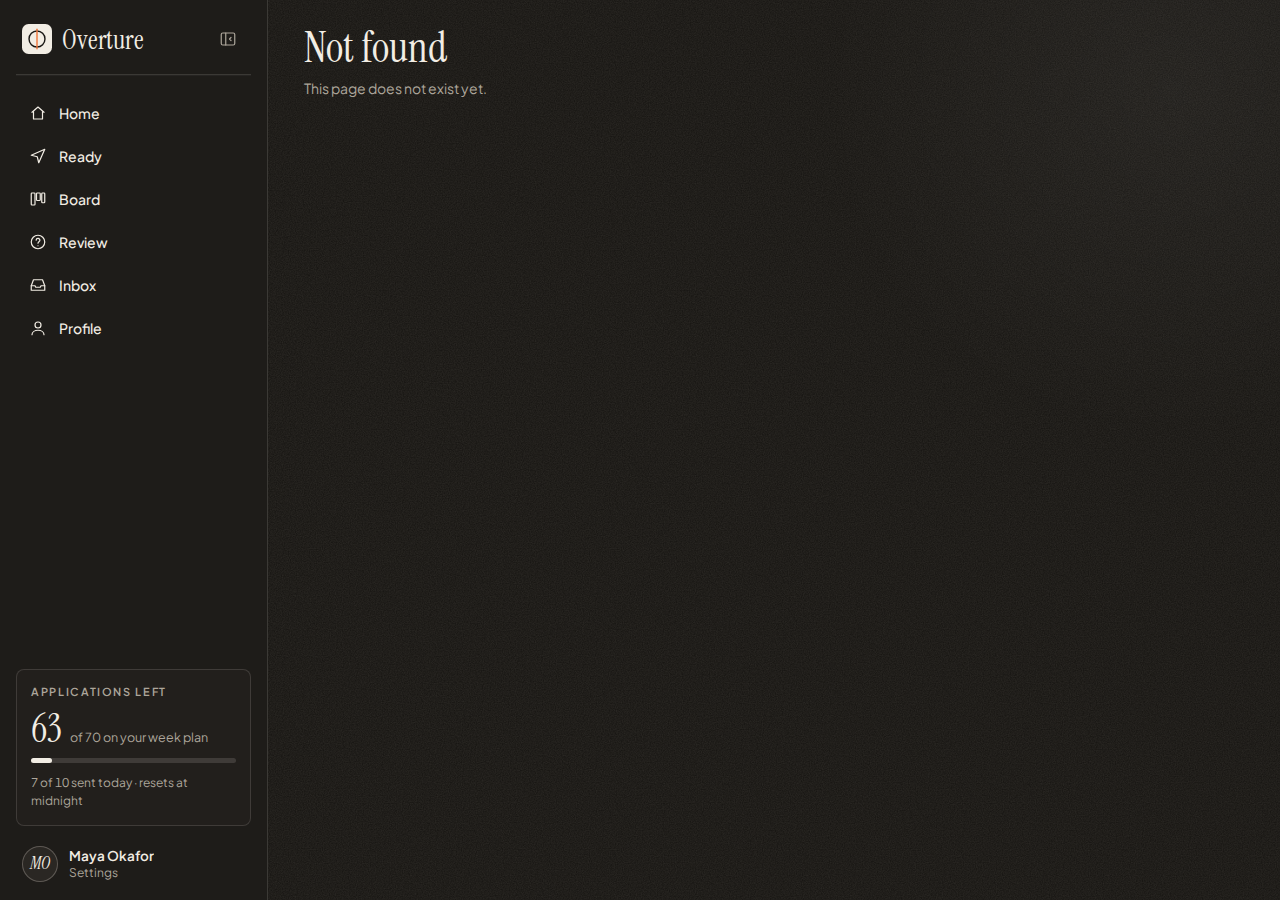 Overture
Home
Ready
Board
Review
Inbox
Profile
APPLICATIONS LEFT
63 of 70 on your week plan
7 of 10 sent today · resets at
midnight
MO
Maya Okafor
Settings
Not found
This page does not exist yet.